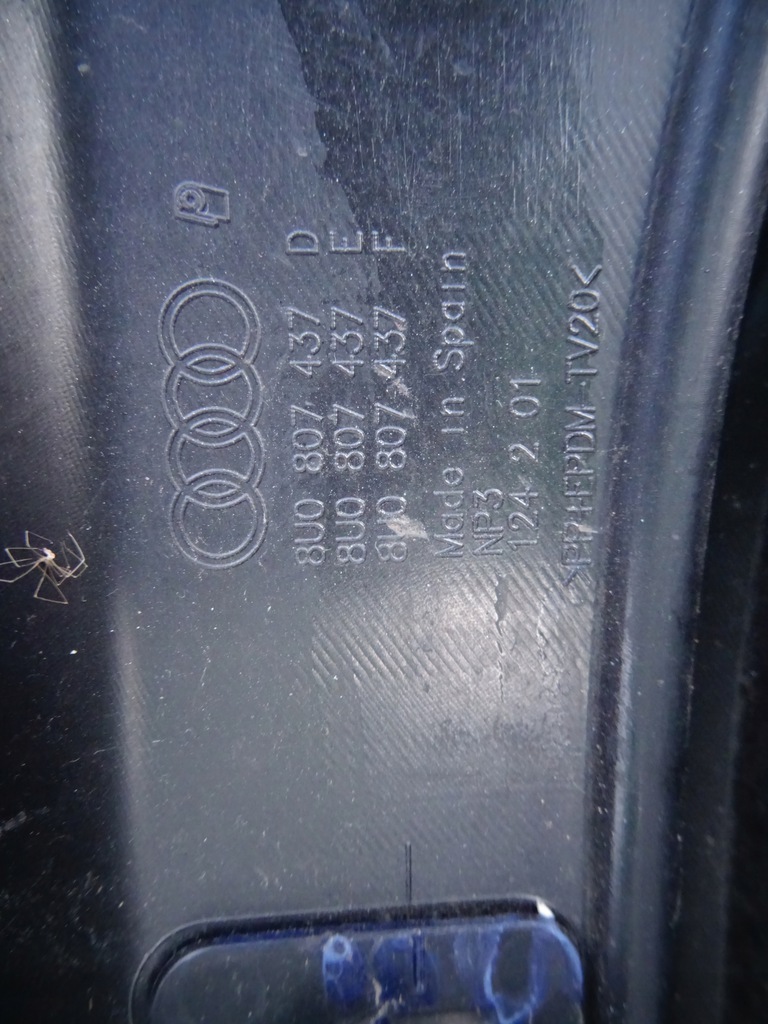 8U0 807 437 D
8U0 807 437 E
8U0 807 437 F
Made in Spain
NP3
124 2 01
>PP+EPDM-TV20<